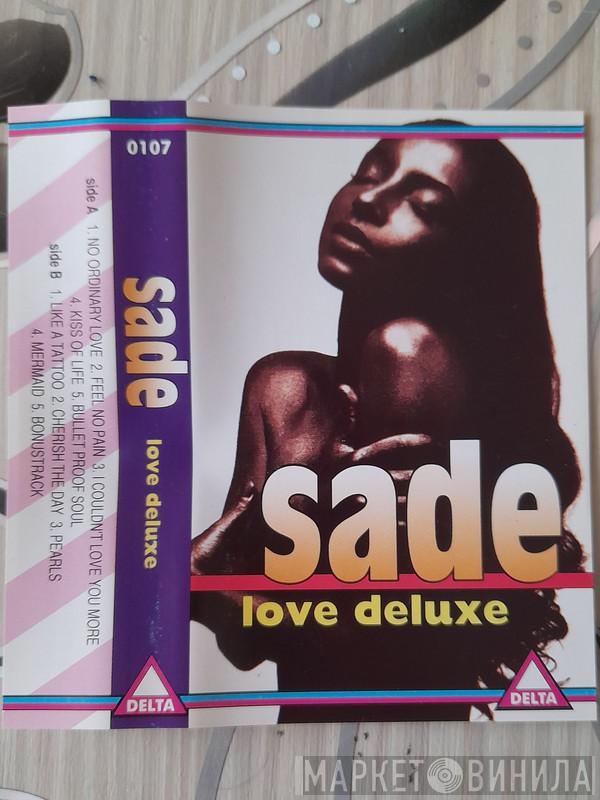 side A 1. NO ORDINARY LOVE 2. FEEL NO PAIN 3. I COULDN'T LOVE YOU MORE
4. KISS OF LIFE 5. BULLET PROOF SOUL
side B 1. LIKE A TATTOO 2. CHERISH THE DAY 3. PEARLS
4. MERMAID 5. BONUSTRACK
0107
sade
love deluxe
DELTA
sade
love deluxe
DELTA
МАРКЕТ ВИНИЛА